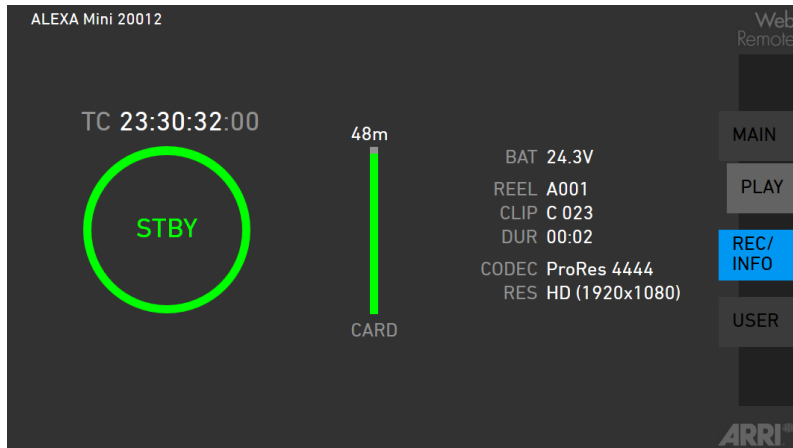 ALEXA Mini 20012
Web
Remote
TC 23:30:32:00
STBY
48m
CARD
BAT 24.3V
REEL A001
CLIP C 023
DUR 00:02
CODEC ProRes 4444
RES HD (1920x1080)
MAIN
PLAY
REC/
INFO
USER
ARRI